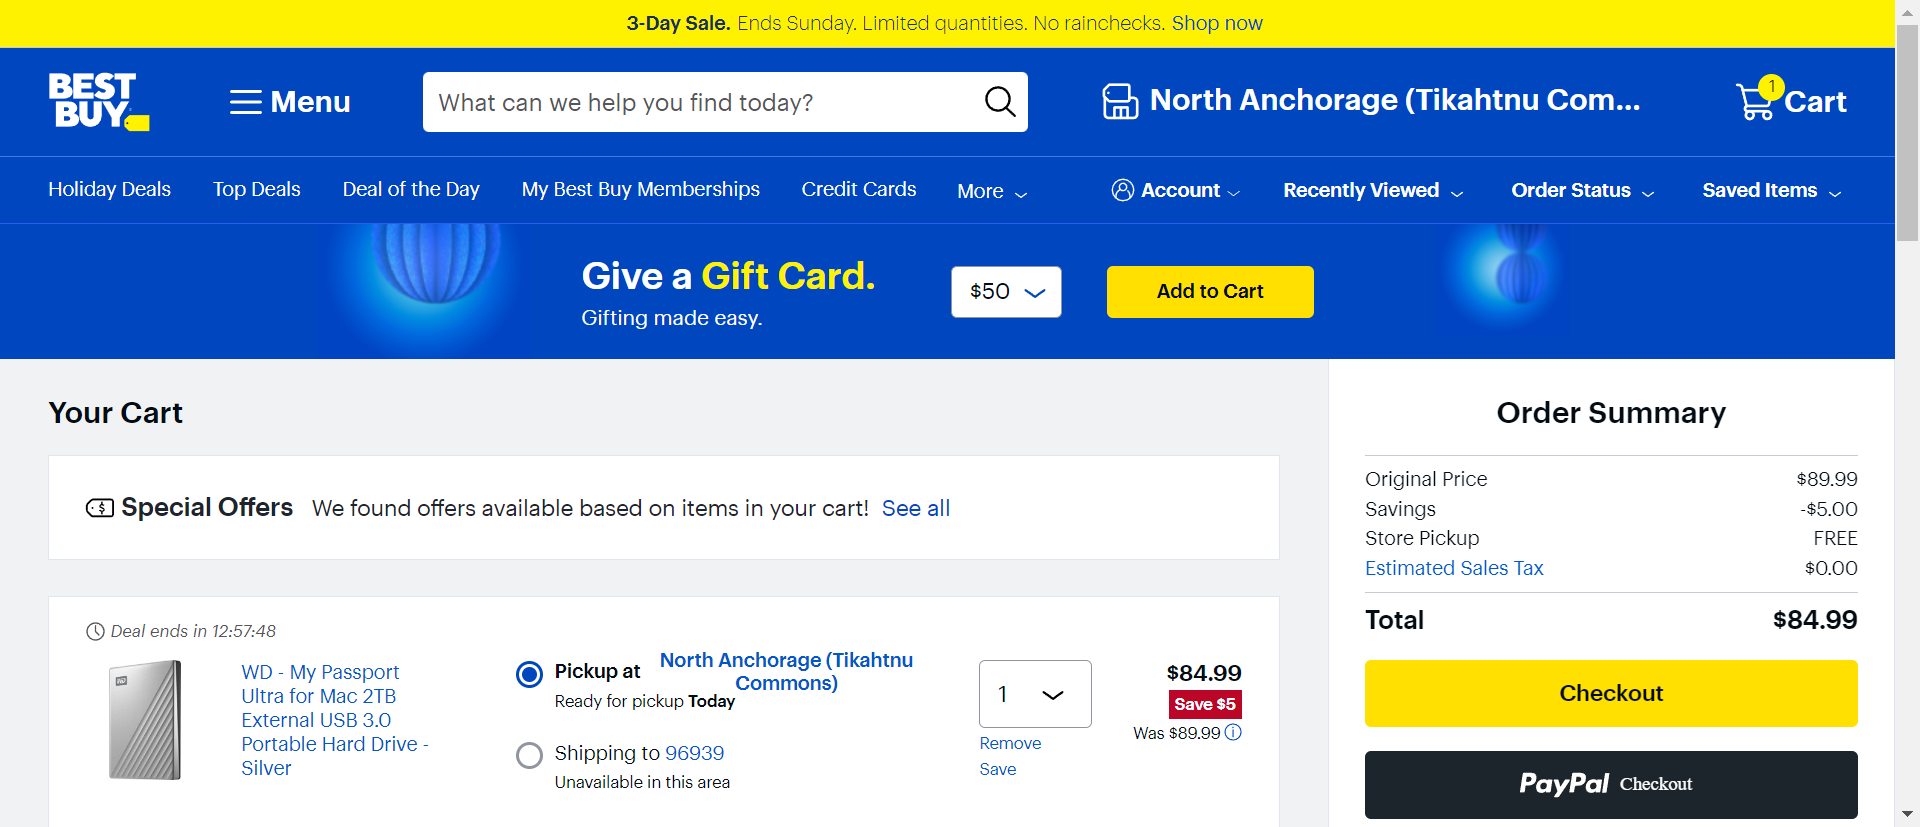 3-Day Sale. Ends Sunday. Limited quantities. No rainchecks. Shop now
BEST
BUY
Menu
What can we help you find today?
North Anchorage (Tikahtnu Com...
1
Cart
Holiday Deals
Top Deals
Deal of the Day
My Best Buy Memberships
Credit Cards
More
Account
Recently Viewed
Order Status
Saved Items
Give a Gift Card.
Gifting made easy.
$50
Add to Cart
Your Cart
Special Offers We found offers available based on items in your cart! See all
Deal ends in 12:57:48
WD
WD - My Passport
Ultra for Mac 2TB
External USB 3.0
Portable Hard Drive -
Silver
Pickup at North Anchorage (Tikahtnu
Commons)
Ready for pickup Today
Shipping to 96939
Unavailable in this area
1
Remove
Save
$84.99
Save $5
Was $89.99
Order Summary
Original Price $89.99
Savings -$5.00
Store Pickup FREE
Estimated Sales Tax $0.00
Total $84.99
Checkout
PayPal Checkout